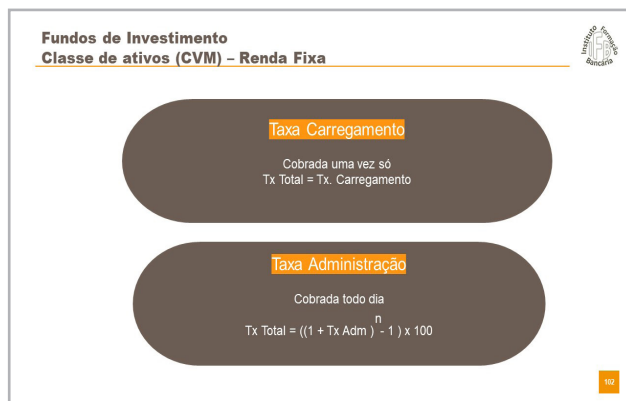 Fundos de Investimento
Classe de ativos (CVM) – Renda Fixa
Instituto Formação
IFB
Bancária
Taxa Carregamento
Cobrada uma vez só
Tx Total = Tx. Carregamento
Taxa Administração
Cobrada todo dia
n
Tx Total = ((1 + Tx Adm ) - 1 ) x 100
102